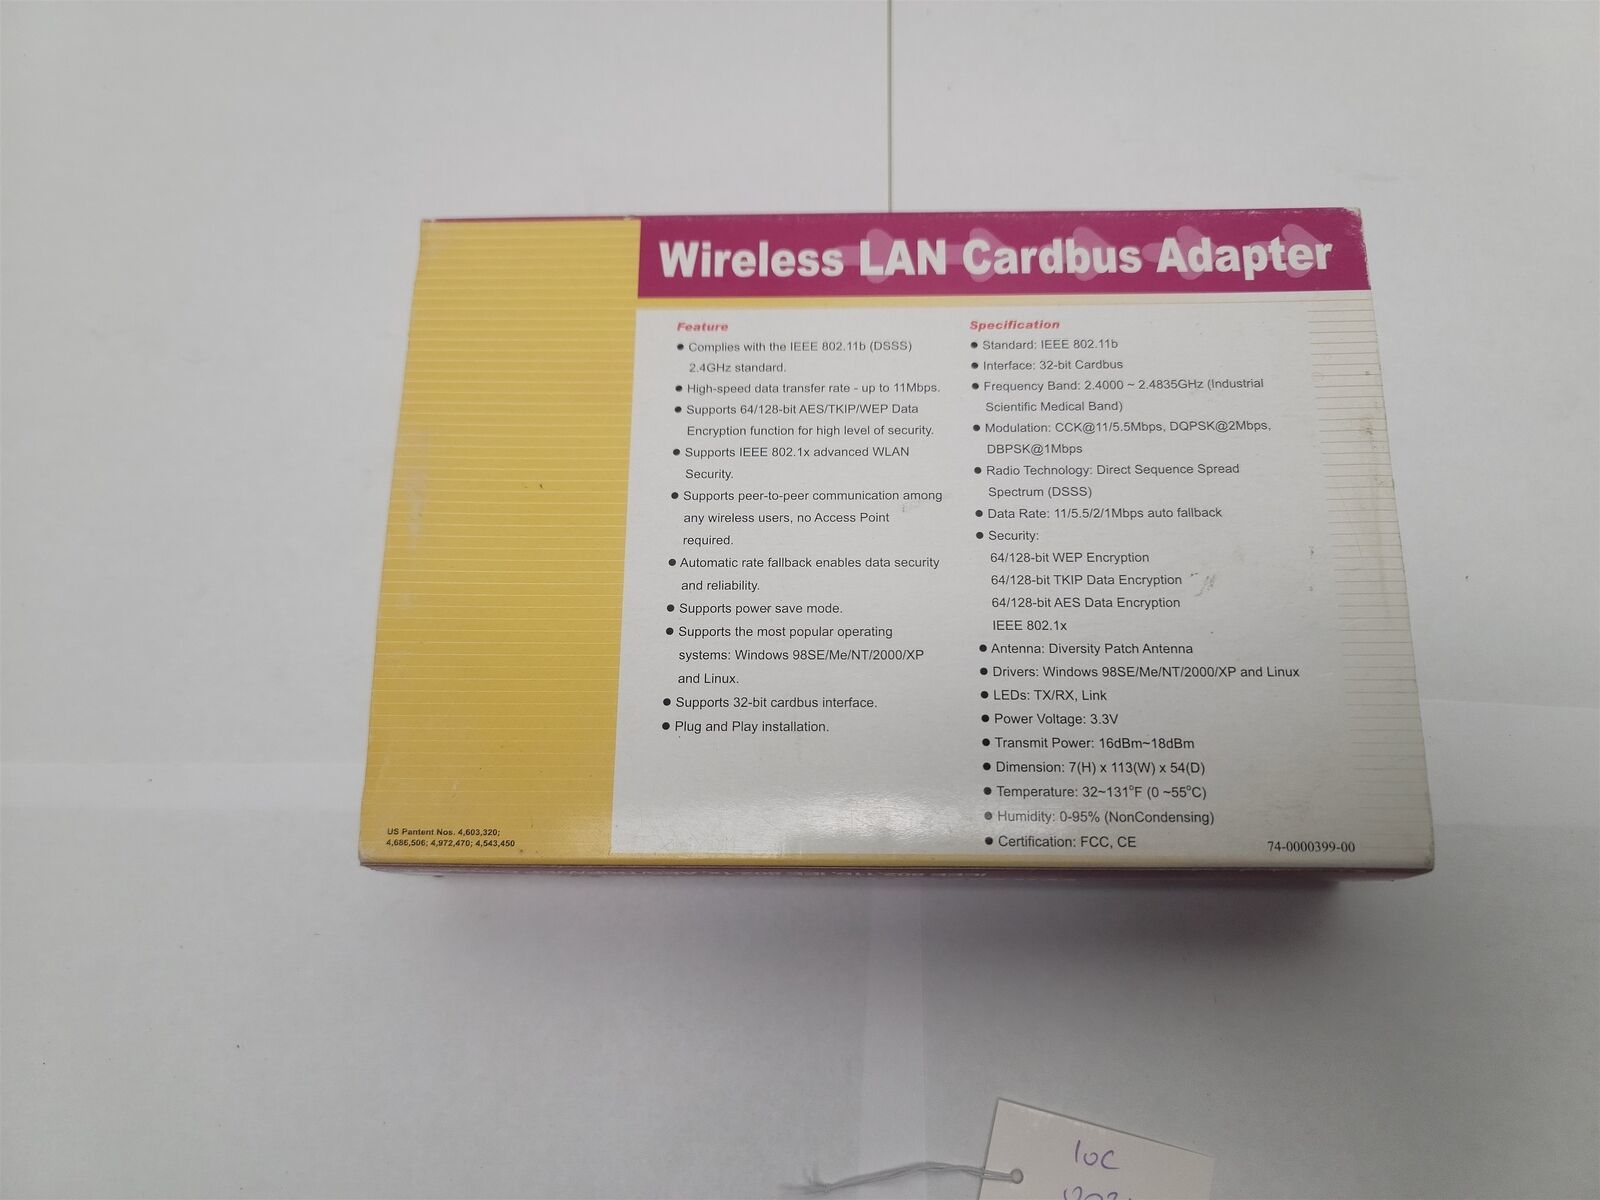 Wireless LAN Cardbus Adapter
Feature
● Complies with the IEEE 802.11b (DSSS)
2.4GHz standard.
● High-speed data transfer rate - up to 11Mbps.
● Supports 64/128-bit AES/TKIP/WEP Data
Encryption function for high level of security.
● Supports IEEE 802.1x advanced WLAN
Security.
● Supports peer-to-peer communication among
any wireless users, no Access Point
required.
● Automatic rate fallback enables data security
and reliability.
● Supports power save mode.
● Supports the most popular operating
systems: Windows 98SE/Me/NT/2000/XP
and Linux.
● Supports 32-bit cardbus interface.
● Plug and Play installation.
Specification
● Standard: IEEE 802.11b
● Interface: 32-bit Cardbus
● Frequency Band: 2.4000 ~ 2.4835GHz (Industrial
Scientific Medical Band)
● Modulation: CCK@11/5.5Mbps, DQPSK@2Mbps,
DBPSK@1Mbps
● Radio Technology: Direct Sequence Spread
Spectrum (DSSS)
● Data Rate: 11/5.5/2/1Mbps auto fallback
● Security:
64/128-bit WEP Encryption
64/128-bit TKIP Data Encryption
64/128-bit AES Data Encryption
IEEE 802.1x
● Antenna: Diversity Patch Antenna
● Drivers: Windows 98SE/Me/NT/2000/XP and Linux
● LEDs: TX/RX, Link
● Power Voltage: 3.3V
● Transmit Power: 16dBm~18dBm
● Dimension: 7(H) x 113(W) x 54(D)
● Temperature: 32~131°F (0 ~55°C)
● Humidity: 0-95% (NonCondensing)
● Certification: FCC, CE
74-0000399-00
US Pantent Nos. 4,603,320;
4,686,506; 4,972,470; 4,543,450
loc